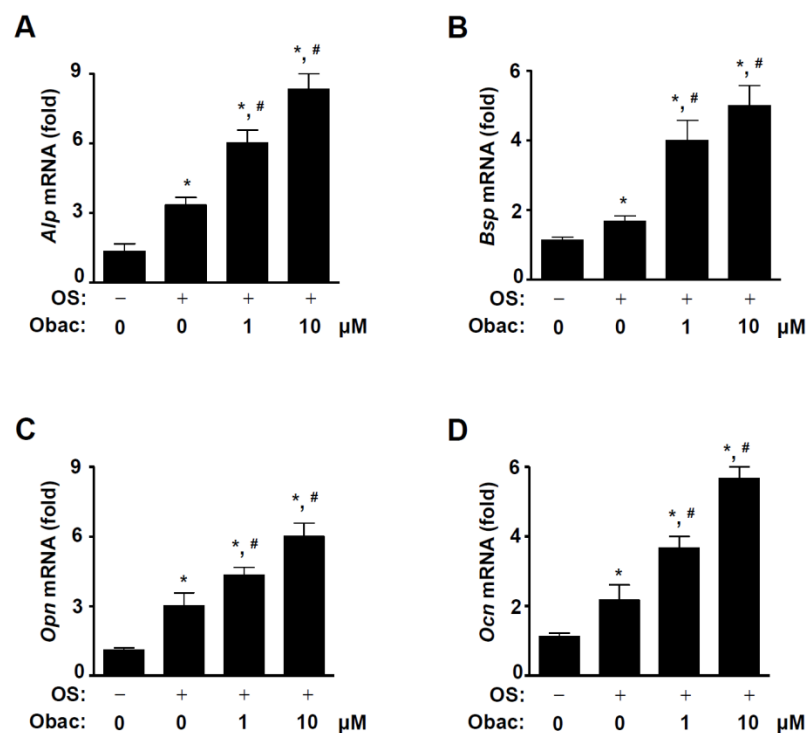 A
Alp mRNA (fold)
9
6
3
0
*
*, #
*, #
OS: – + + +
Obac: 0 0 1 10 μM
B
Bsp mRNA (fold)
6
4
2
0
*
*, #
*, #
OS: – + + +
Obac: 0 0 1 10 μM
C
Opn mRNA (fold)
9
6
3
0
*
*, #
*, #
OS: – + + +
Obac: 0 0 1 10 μM
D
Ocn mRNA (fold)
6
4
2
0
*
*, #
*, #
OS: – + + +
Obac: 0 0 1 10 μM